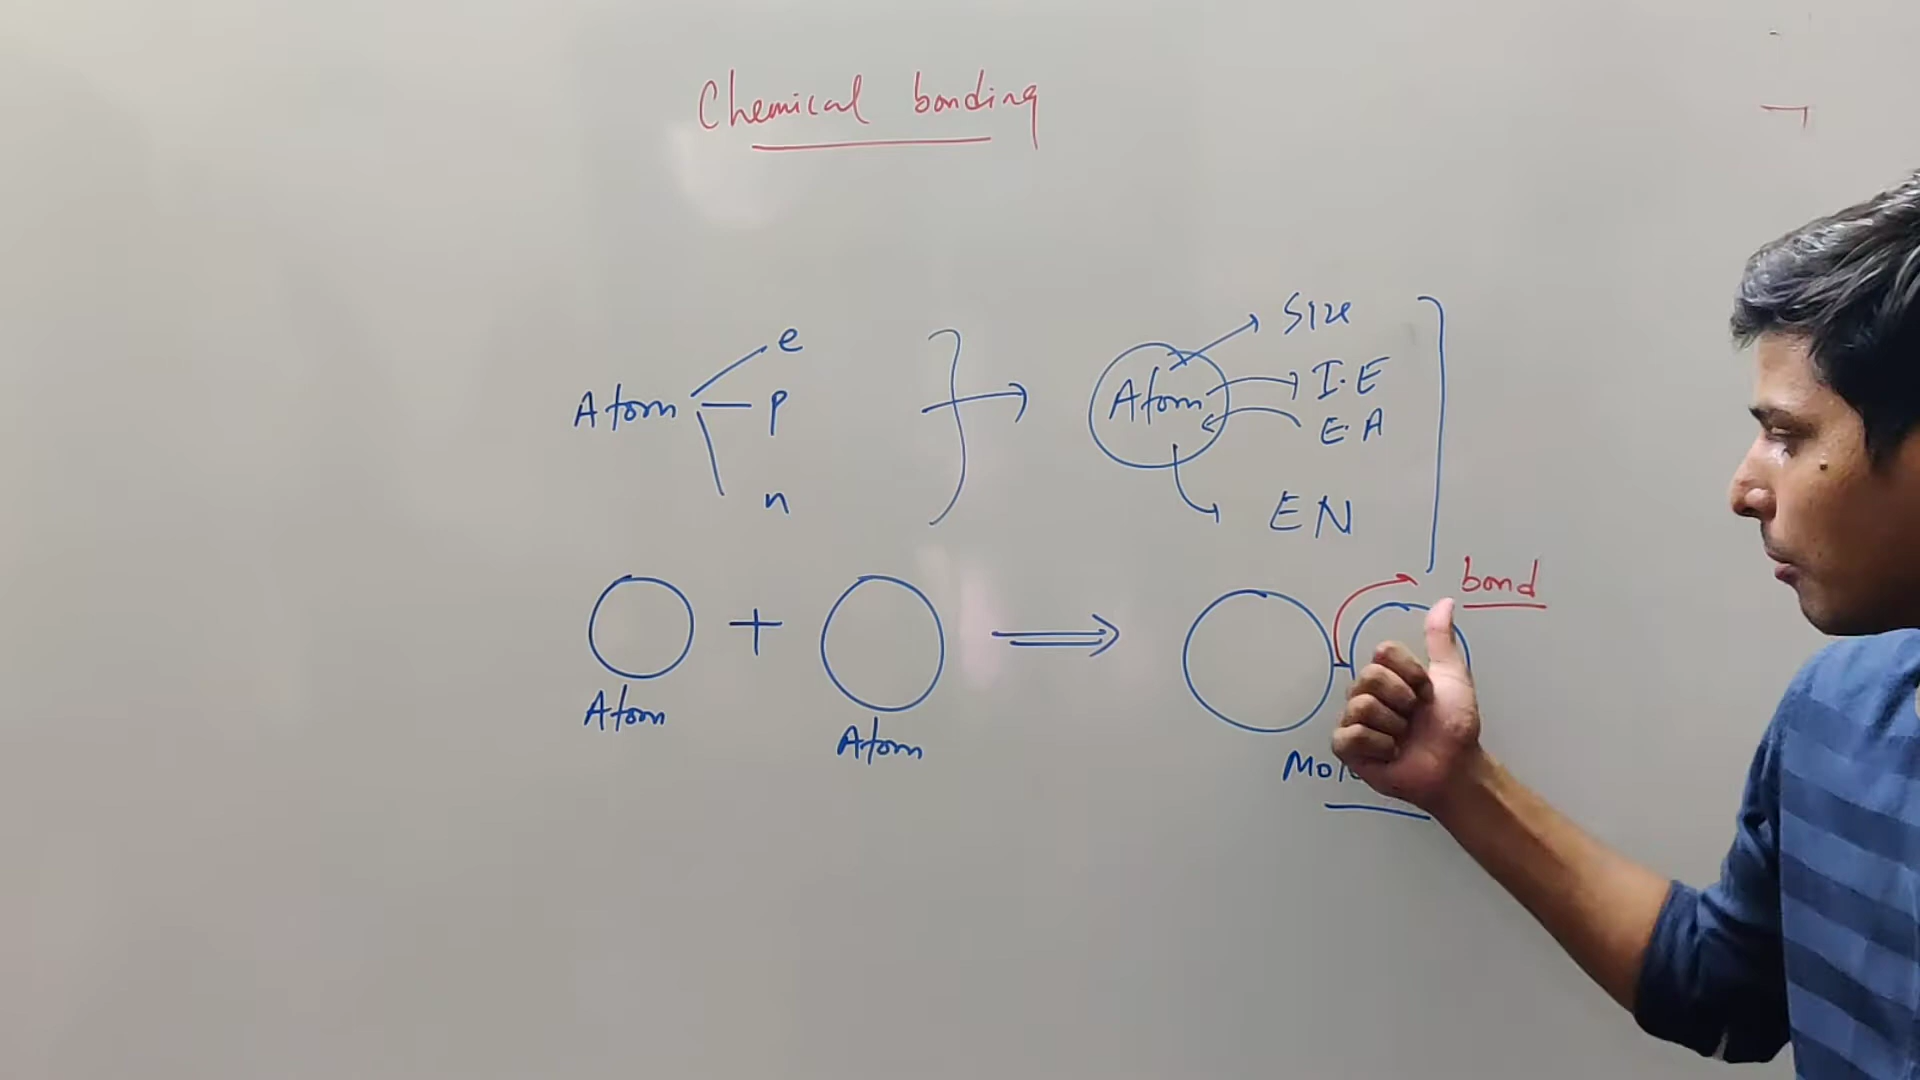 Chemical bonding
e
Atom p
n
Atom
Size
I.E
E.A
EN
bond
+
Atom
Atom